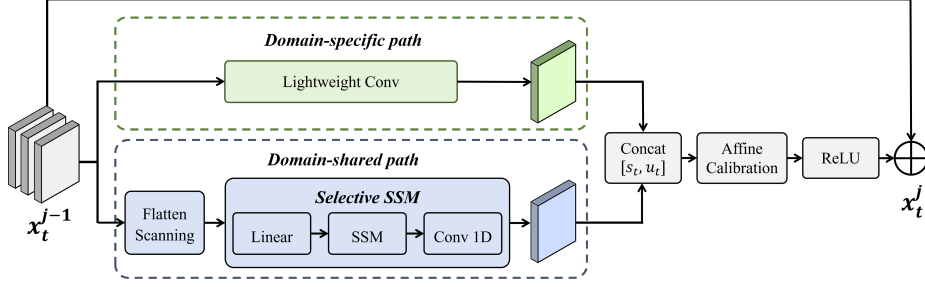 Domain-specific path
Lightweight Conv
Domain-shared path
Selective SSM
Flatten
Scanning
Linear
SSM
Conv 1D
Concat
[s_t, u_t]
Affine
Calibration
ReLU
x_t^{j-1}
x_t^j